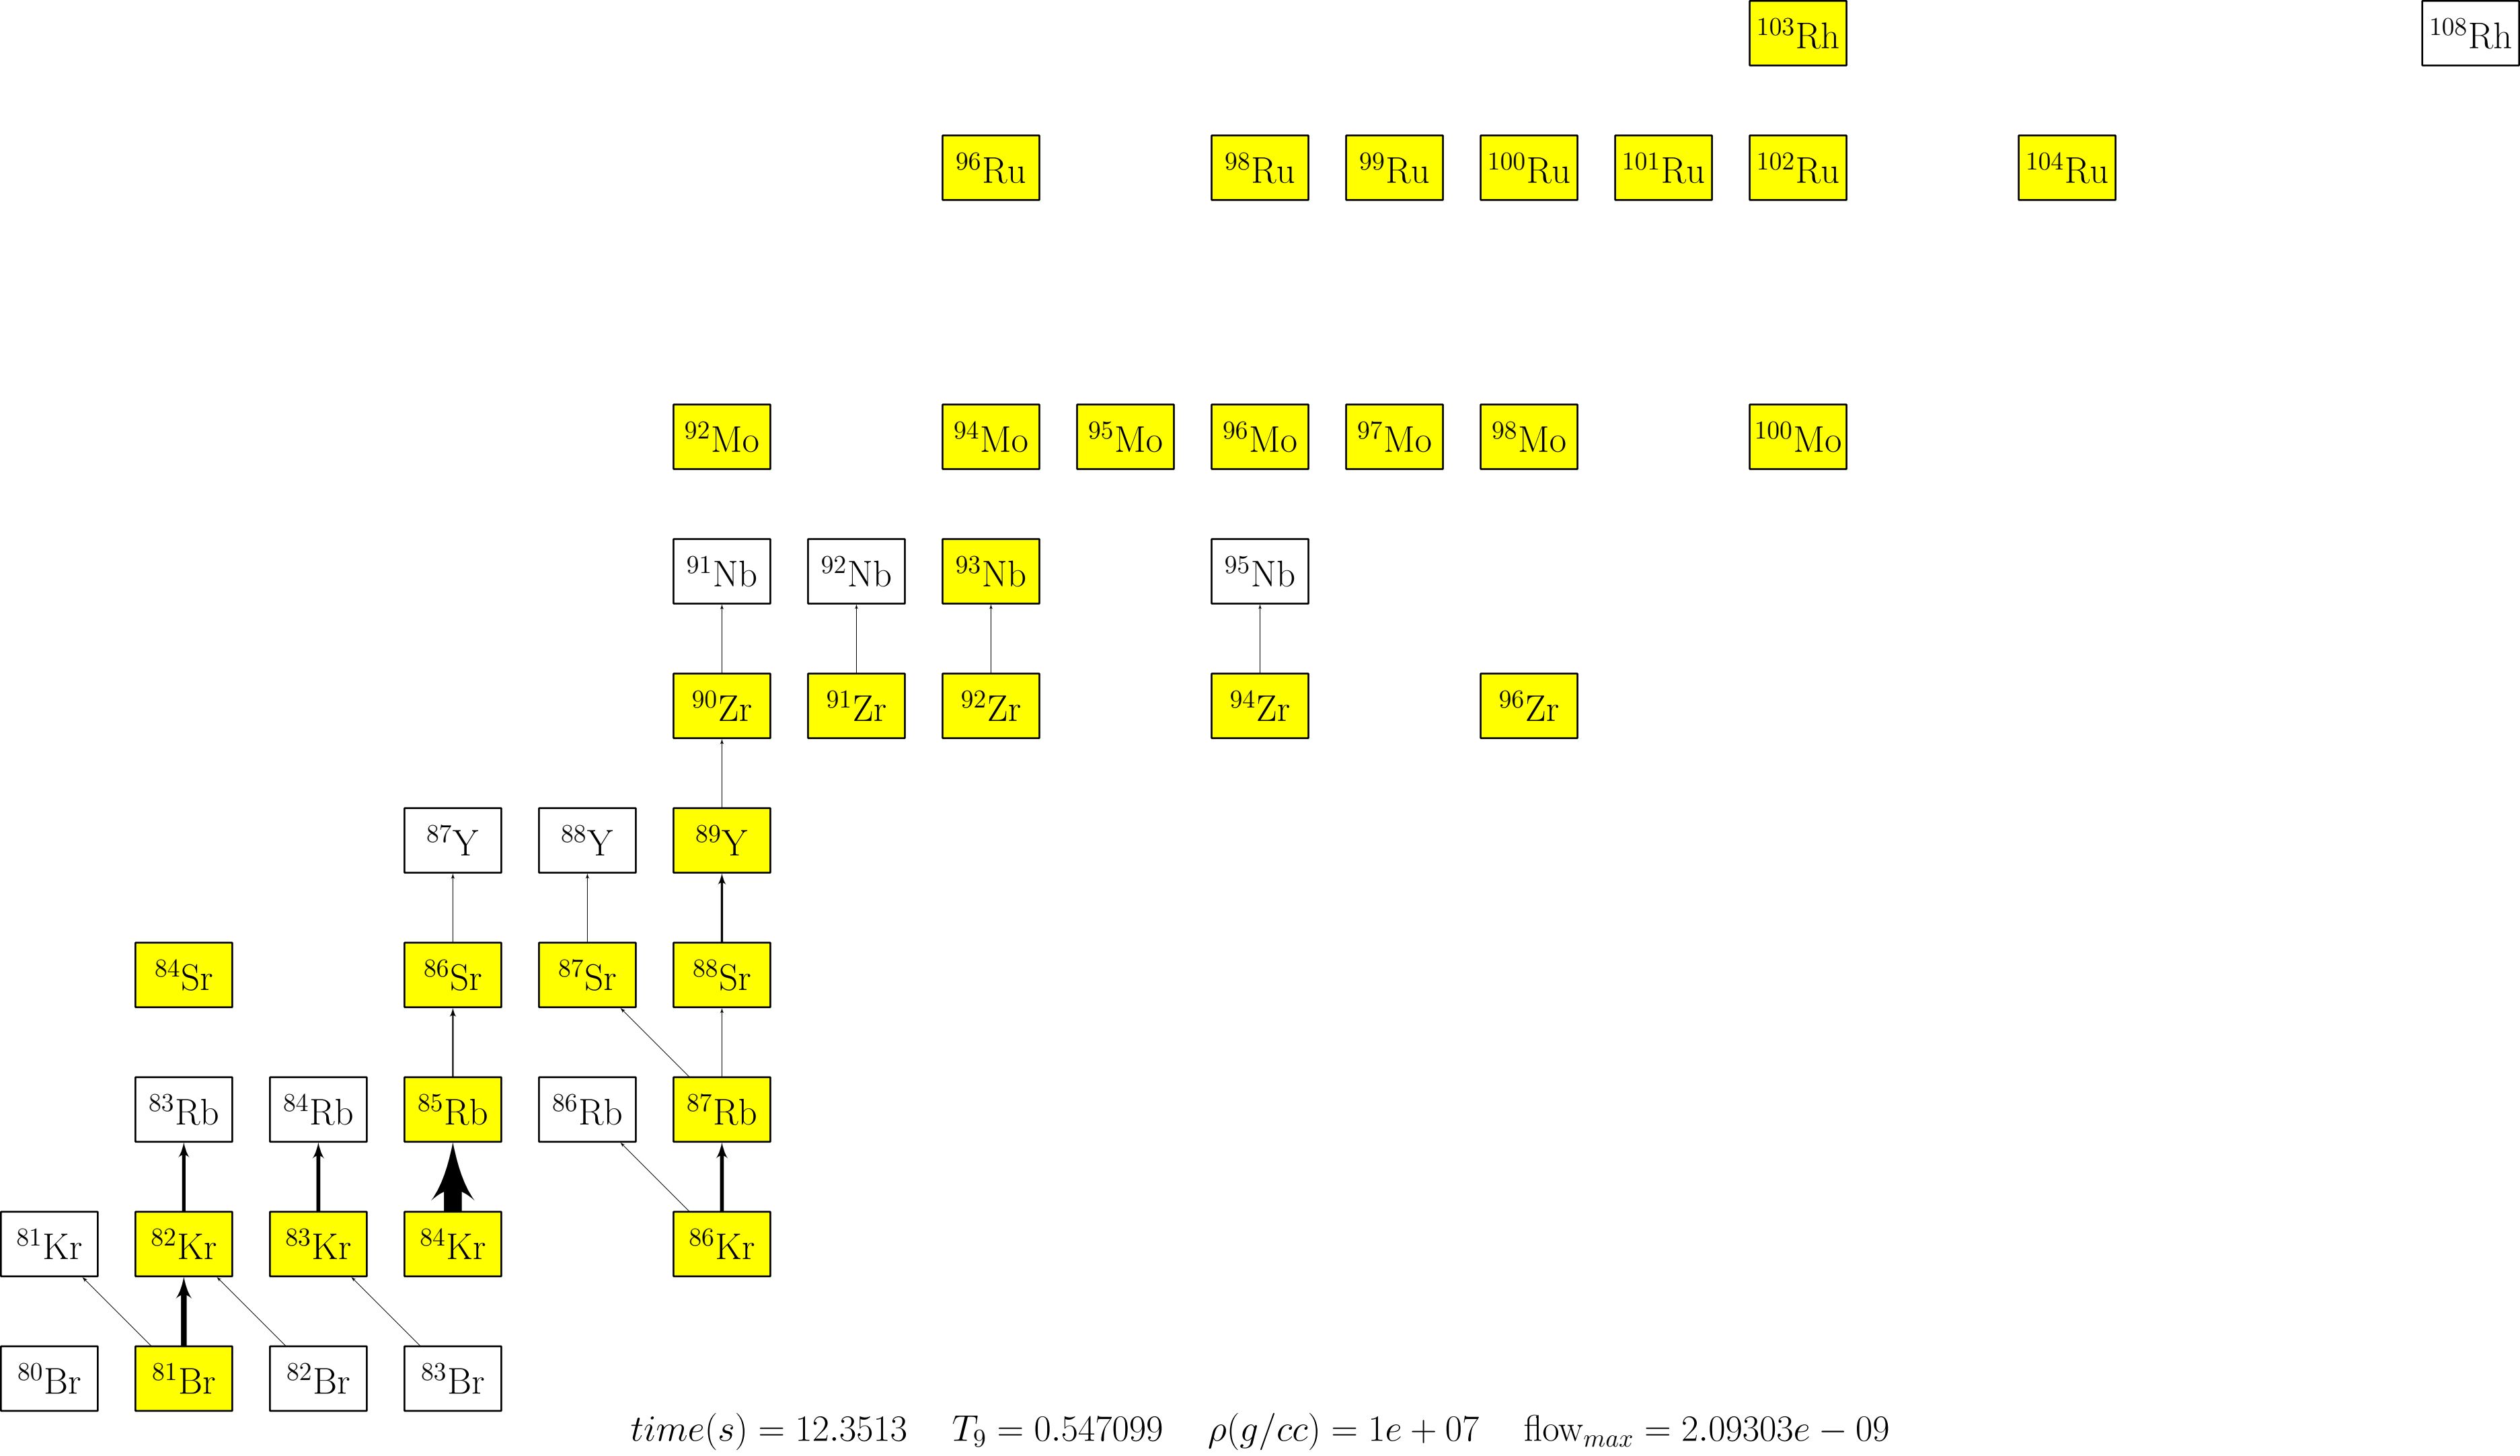 ¹⁰³Rh ¹⁰⁸Rh
⁹⁶Ru ⁹⁸Ru ⁹⁹Ru ¹⁰⁰Ru ¹⁰¹Ru ¹⁰²Ru ¹⁰⁴Ru
⁹²Mo ⁹⁴Mo ⁹⁵Mo ⁹⁶Mo ⁹⁷Mo ⁹⁸Mo ¹⁰⁰Mo
⁹¹Nb ⁹²Nb ⁹³Nb ⁹⁵Nb
⁹⁰Zr ⁹¹Zr ⁹²Zr ⁹⁴Zr ⁹⁶Zr
⁸⁷Y ⁸⁸Y ⁸⁹Y
⁸⁴Sr ⁸⁶Sr ⁸⁷Sr ⁸⁸Sr
⁸³Rb ⁸⁴Rb ⁸⁵Rb ⁸⁶Rb ⁸⁷Rb
⁸¹Kr ⁸²Kr ⁸³Kr ⁸⁴Kr ⁸⁶Kr
⁸⁰Br ⁸¹Br ⁸²Br ⁸³Br
time(s) = 12.3513 T₉ = 0.547099 ρ(g/cc) = 1e + 07 flowₘₐₓ = 2.09303e − 09